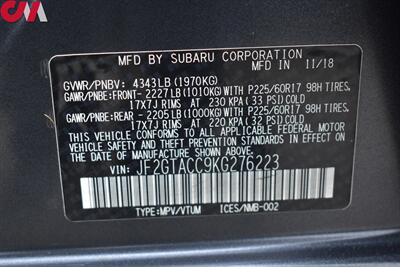 MFD BY SUBARU CORPORATION
MFD IN 11/18
GVWR/PNBV: 4343LB (1970KG)
GAWR/PNBE:FRONT- 2227LB (1010KG)WITH P225/60R17 98H TIRES.
17X7J RIMS AT 230 KPA (33 PSI)COLD
GAWR/PNBE:REAR - 2205LB (1000KG)WITH P225/60R17 98H TIRES.
17X7J RIMS AT 220 KPA (32 PSI)COLD
THIS VEHICLE CONFORMS TO ALL APPLICABLE U.S. FEDERAL
MOTOR VEHICLE SAFETY AND THEFT PREVENTION STANDARDS
IN EFFECT ON THE DATE OF MANUFACTURE SHOWN ABOVE.
VIN: JF2GTACC9KG276223
TYPE:MPV/VTUM ICES/NMB-002